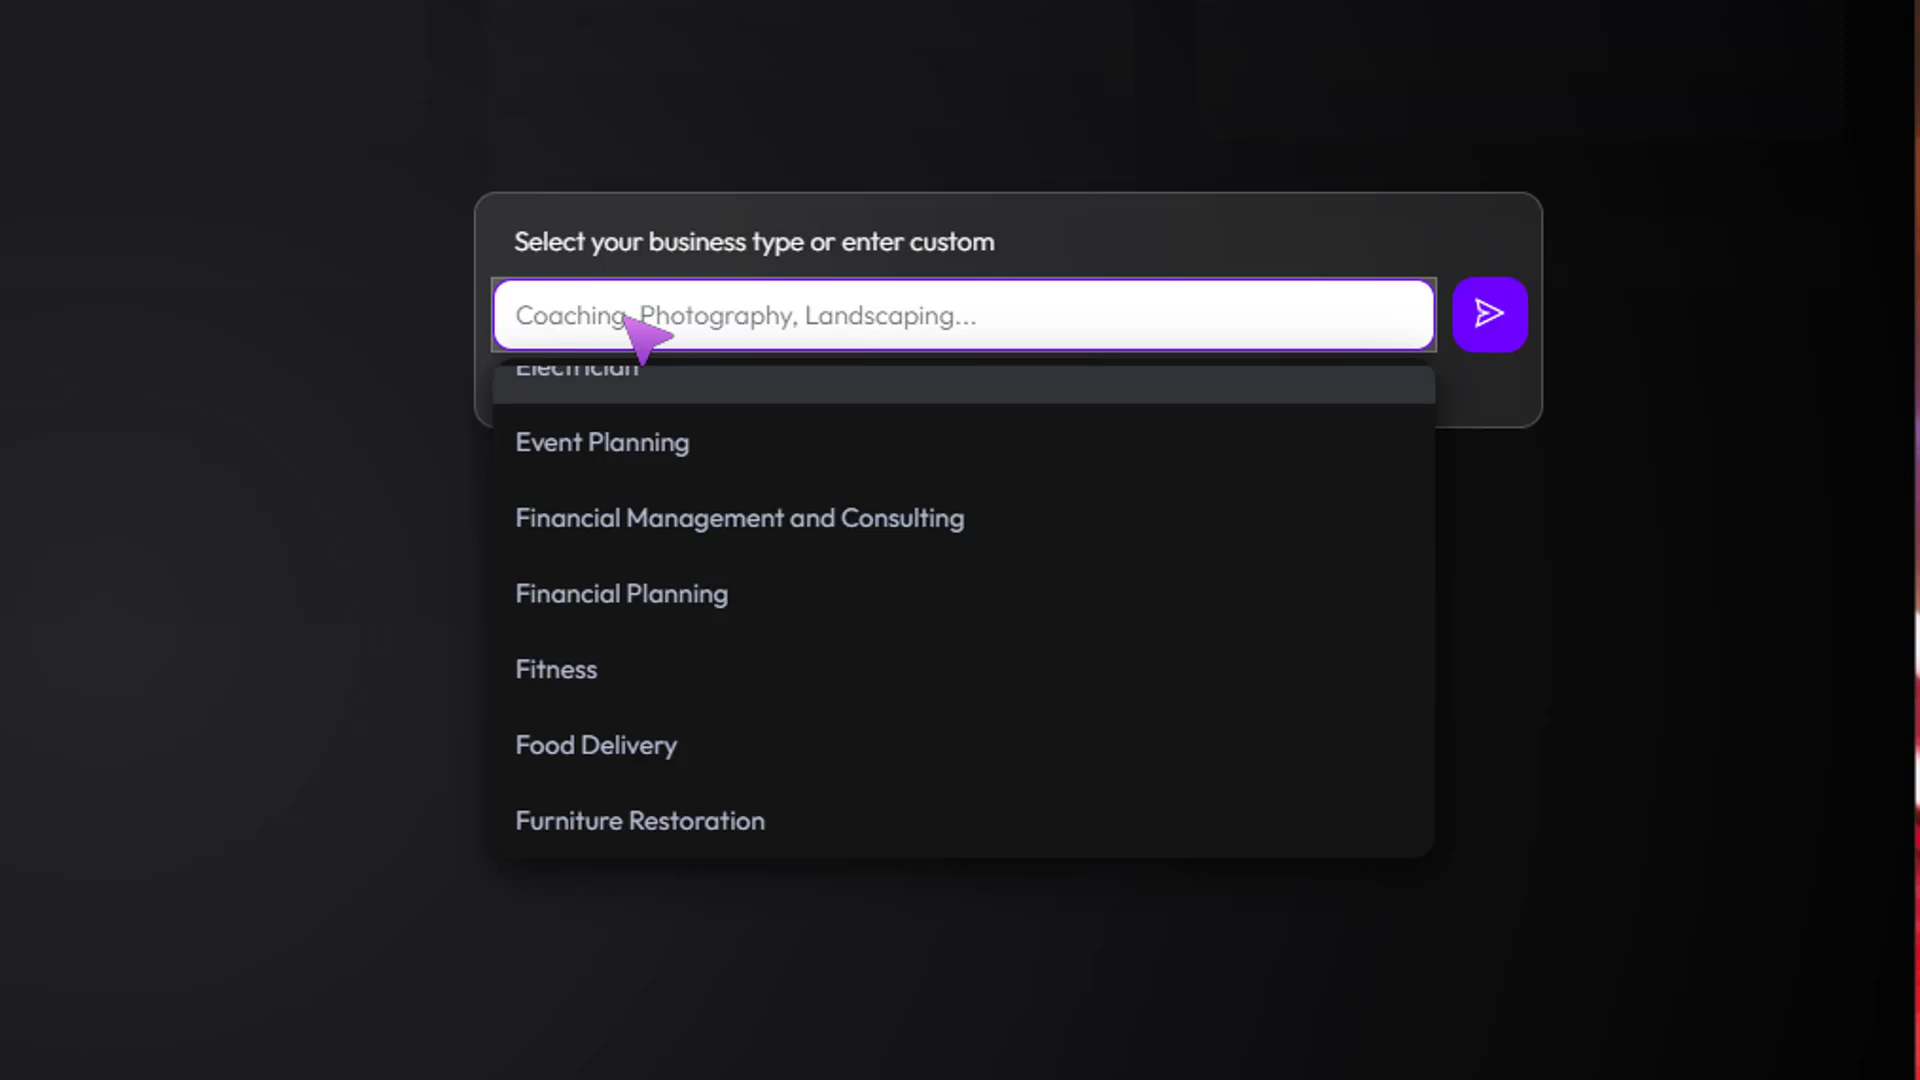 Select your business type or enter custom
Coaching, Photography, Landscaping...
Electrician
Event Planning
Financial Management and Consulting
Financial Planning
Fitness
Food Delivery
Furniture Restoration